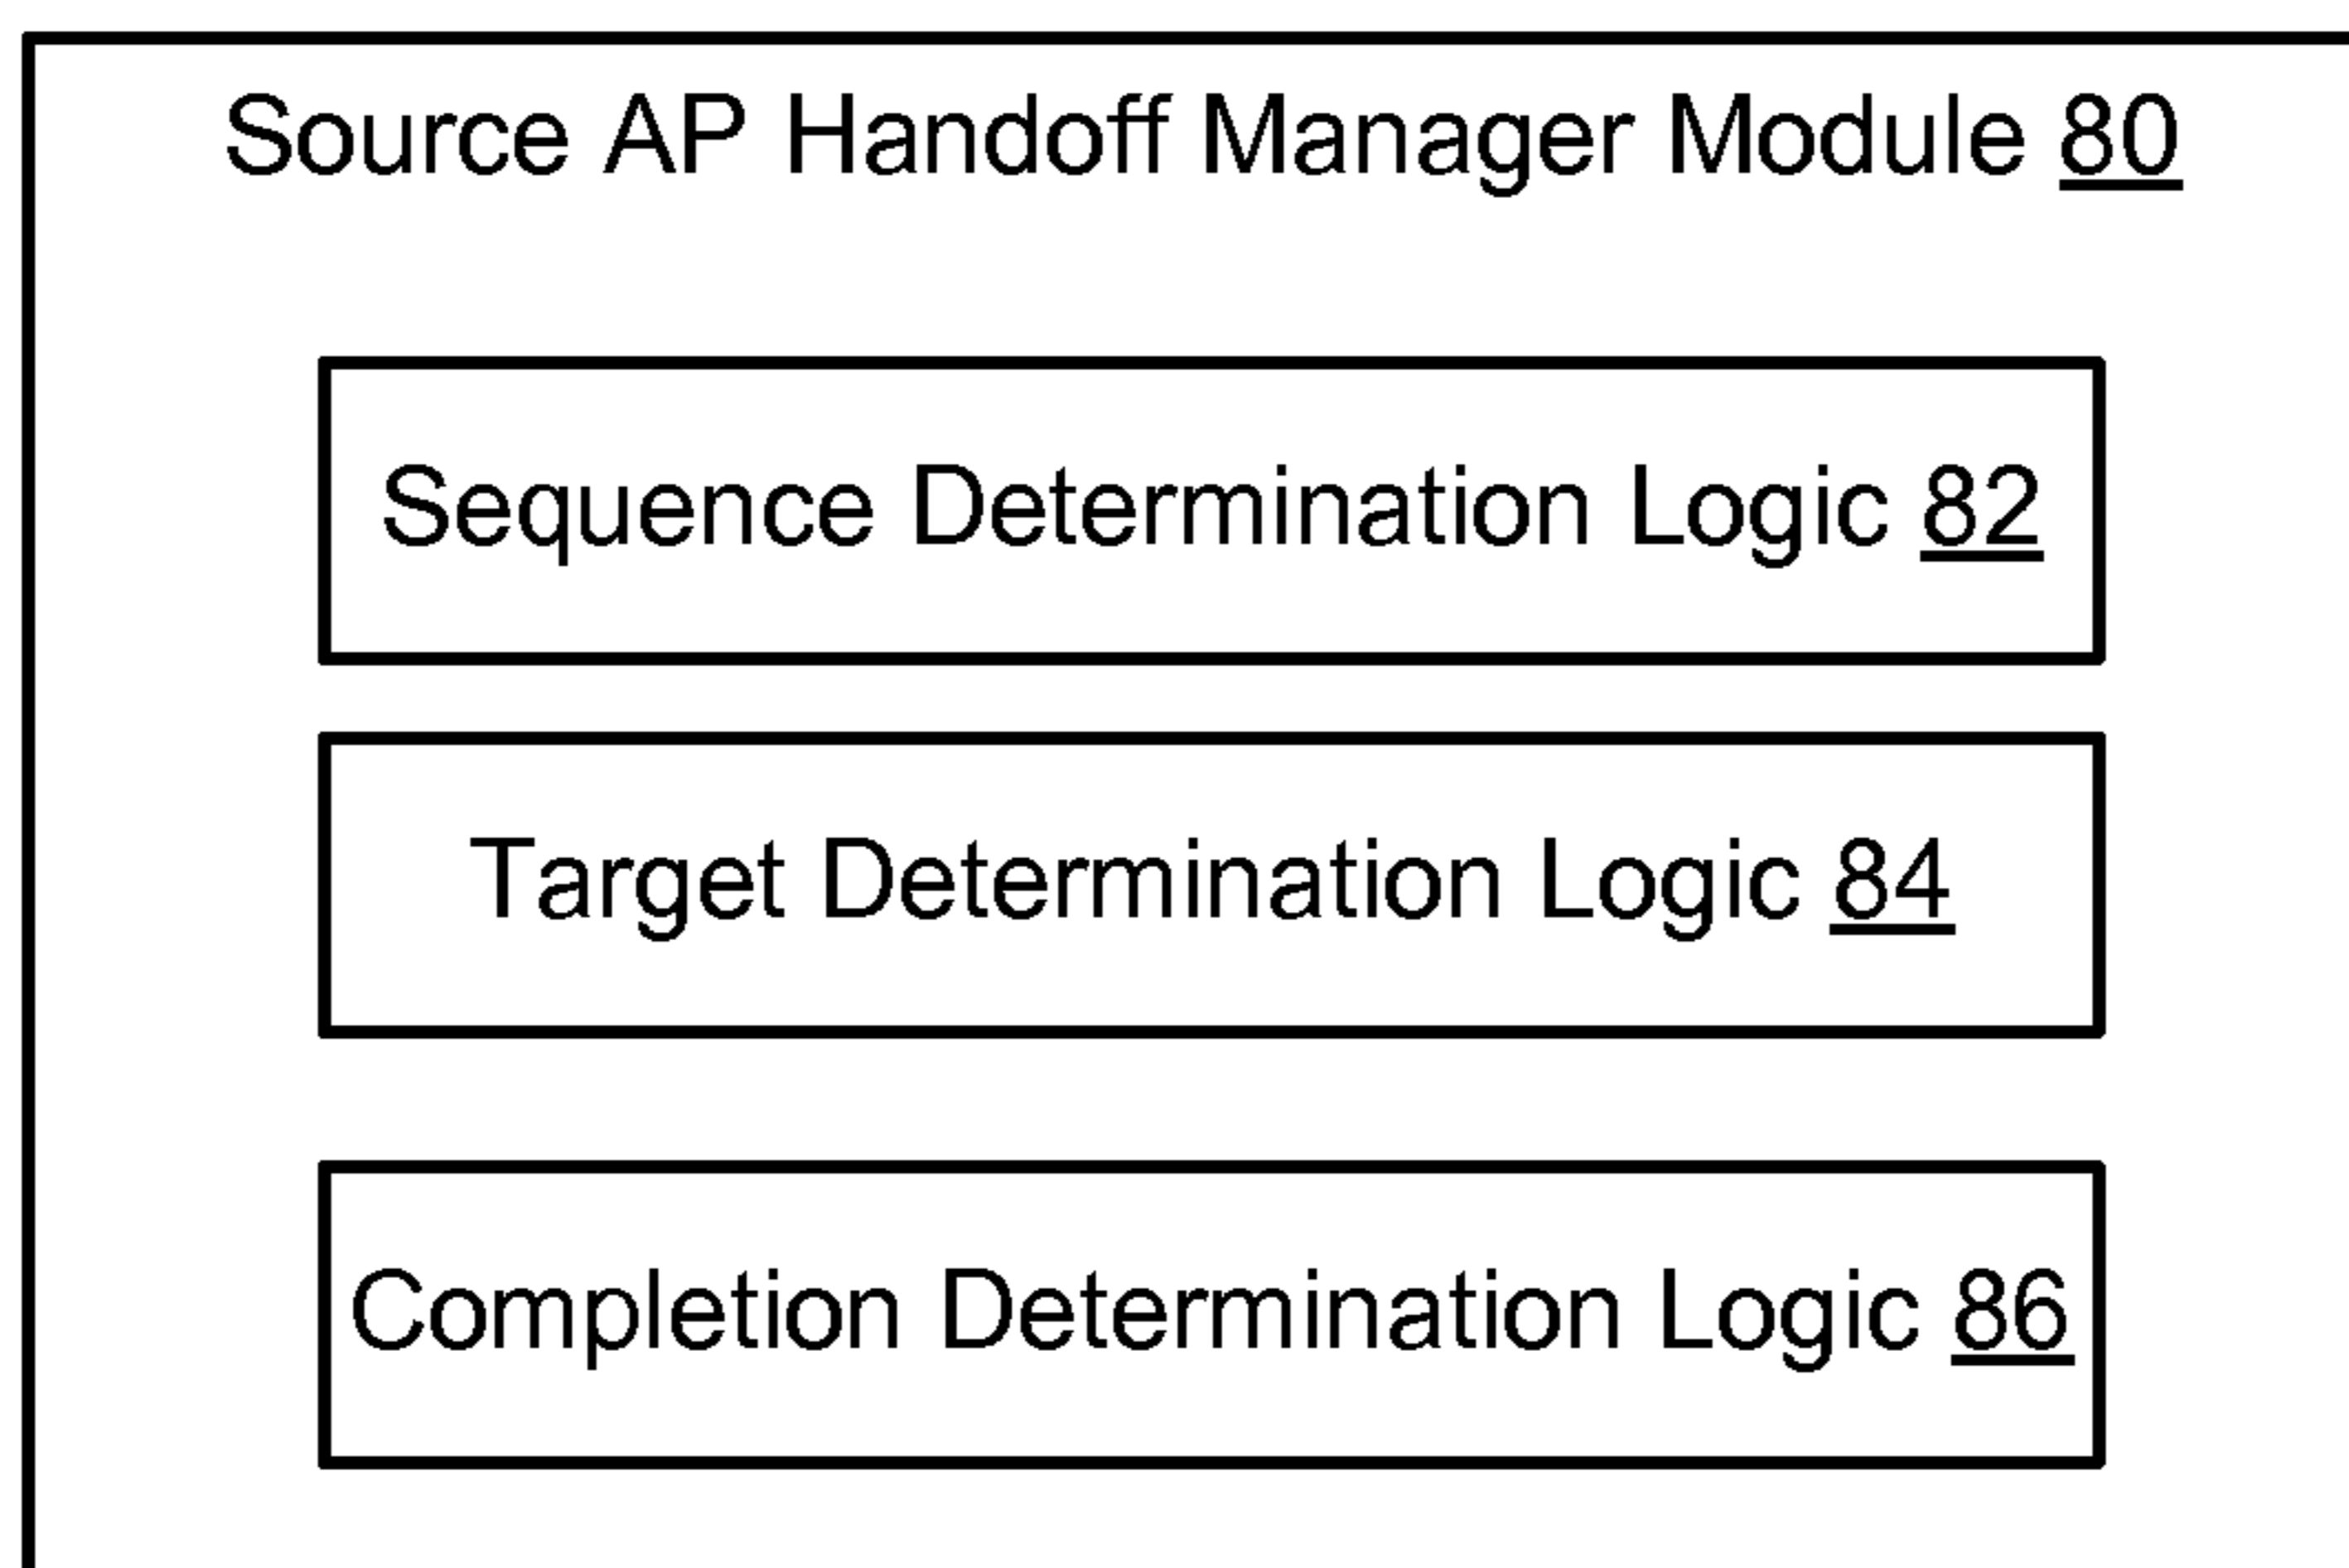 Source AP Handoff Manager Module 80
Sequence Determination Logic 82
Target Determination Logic 84
Completion Determination Logic 86